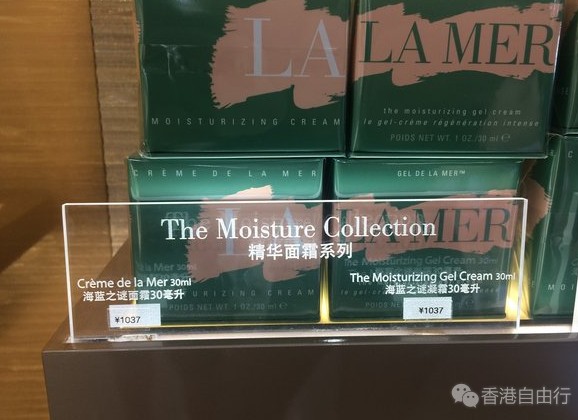 LA
LA MER
MOISTURIZING CREAM
the moisturizing gel cream
le gel-crème régénération intense
POIDS NET WT 1 OZ/30 ml ℮
CRÈME DE LA MER
GEL DE LA MER™
LA
LA MER
The Moisture Collection
精华面霜系列
Crème de la Mer 30ml
海蓝之谜面霜30毫升
¥1037
The Moisturizing Gel Cream 30ml
海蓝之谜凝霜30毫升
¥1037
香港自由行